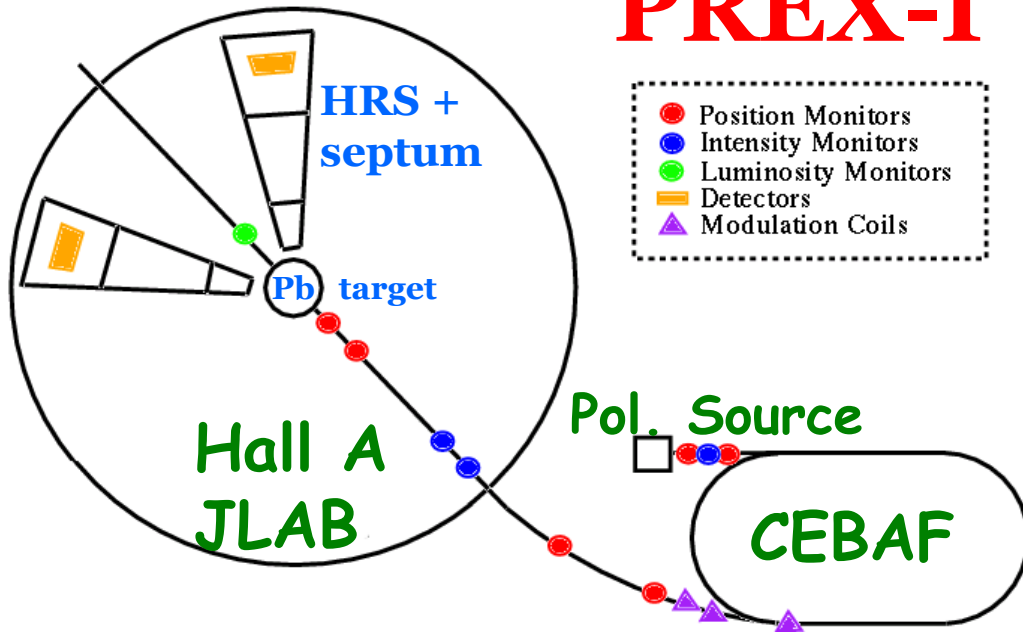 PREX-I
HRS +
septum
Position Monitors
Intensity Monitors
Luminosity Monitors
Detectors
Modulation Coils
Pb target
Pol. Source
Hall A
JLAB
CEBAF